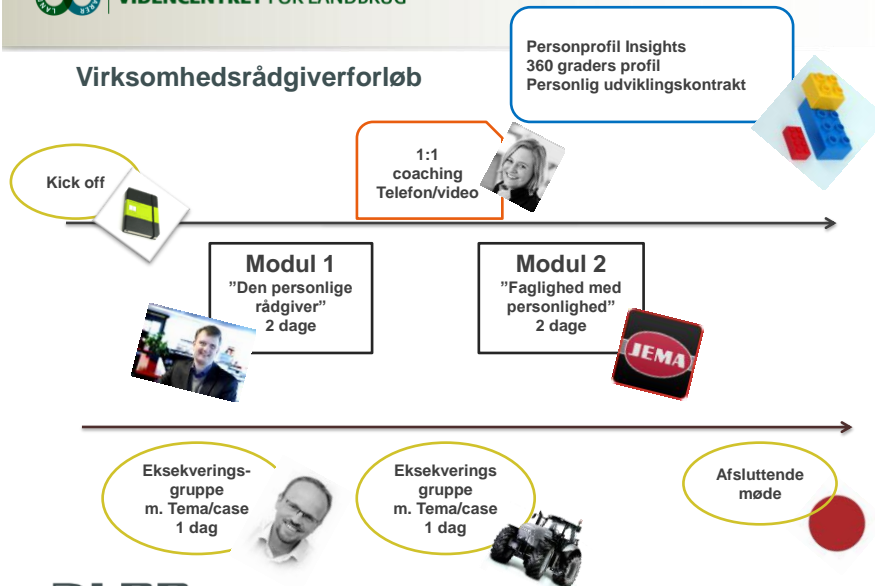 VIDENCENTRET FOR LANDBRUG
Personprofil Insights
360 graders profil
Personlig udviklingskontrakt
Virksomhedsrådgiverforløb
1:1
coaching
Telefon/video
Kick off
Modul 1
”Den personlige
rådgiver”
2 dage
Modul 2
”Faglighed med
personlighed”
2 dage
JEMA
Eksekverings-
gruppe
m. Tema/case
1 dag
Eksekverings
gruppe
m. Tema/case
1 dag
Afsluttende
møde